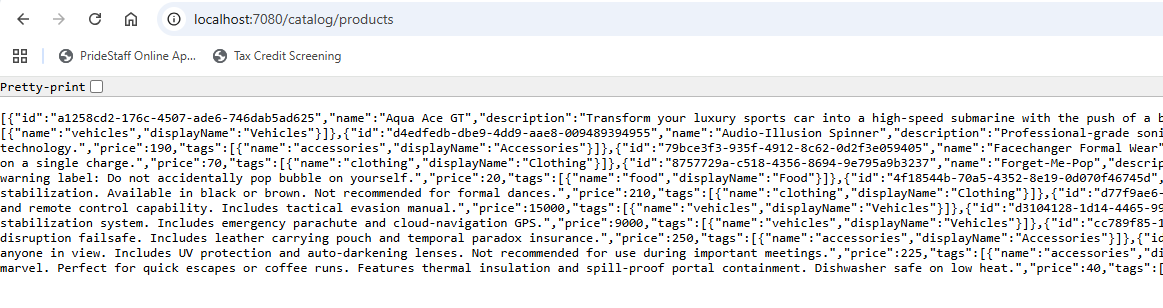 localhost:7080/catalog/products
PrideStaff Online Ap... Tax Credit Screening
Pretty-print
[{"id":"a1258cd2-176c-4507-ade6-746dab5ad625","name":"Aqua Ace GT","description":"Transform your luxury sports car into a high-speed submarine with the push of a b
[{"name":"vehicles","displayName":"Vehicles"}]},{"id":"d4edfedb-dbe9-4dd9-aae8-009489394955","name":"Audio-Illusion Spinner","description":"Professional-grade soni
technology.","price":190,"tags":[{"name":"accessories","displayName":"Accessories"}]},{"id":"79bce3f3-935f-4912-8c62-0d2f3e059405","name":"Facechanger Formal Wear"
on a single charge.","price":70,"tags":[{"name":"clothing","displayName":"Clothing"}]},{"id":"8757729a-c518-4356-8694-9e795a9b3237","name":"Forget-Me-Pop","descrip
warning label: Do not accidentally pop bubble on yourself.","price":20,"tags":[{"name":"food","displayName":"Food"}]},{"id":"4f18544b-70a5-4352-8e19-0d070f46745d",
stabilization. Available in black or brown. Not recommended for formal dances.","price":210,"tags":[{"name":"clothing","displayName":"Clothing"}]},{"id":"d77f9ae6-
and remote control capability. Includes tactical evasion manual.","price":15000,"tags":[{"name":"vehicles","displayName":"Vehicles"}]},{"id":"d3104128-1d14-4465-99
stabilization system. Includes emergency parachute and cloud-navigation GPS.","price":9000,"tags":[{"name":"vehicles","displayName":"Vehicles"}]},{"id":"cc789f85-1
disruption failsafe. Includes leather carrying pouch and temporal paradox insurance.","price":250,"tags":[{"name":"accessories","displayName":"Accessories"}]},{"id
anyone in view. Includes UV protection and auto-darkening lenses. Not recommended for use during important meetings.","price":225,"tags":[{"name":"accessories","di
marvel. Perfect for quick escapes or coffee runs. Features thermal insulation and spill-proof portal containment. Dishwasher safe on low heat.","price":40,"tags":[